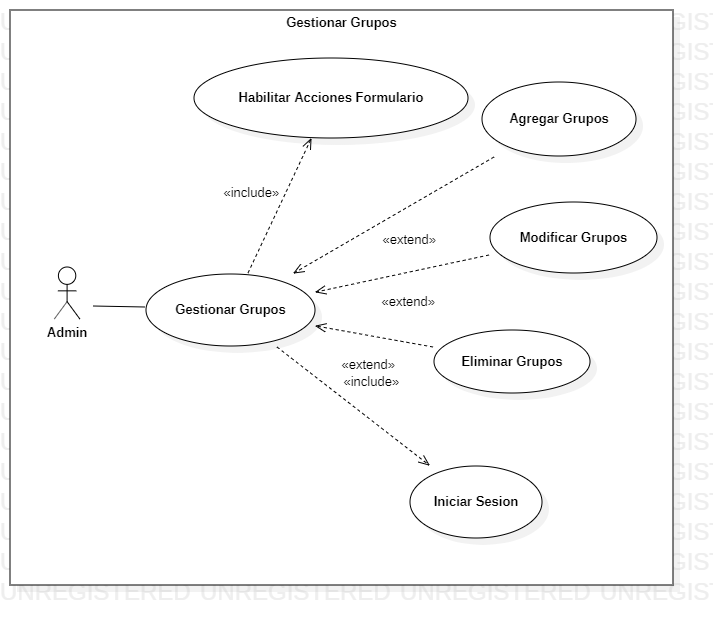 Gestionar Grupos
Habilitar Acciones Formulario
Agregar Grupos
«include»
Modificar Grupos
«extend»
Gestionar Grupos
«extend»
Admin
Eliminar Grupos
«extend»
«include»
Iniciar Sesion
UNREGISTERED UNREGISTERED UNREGISTERED UNREGIST